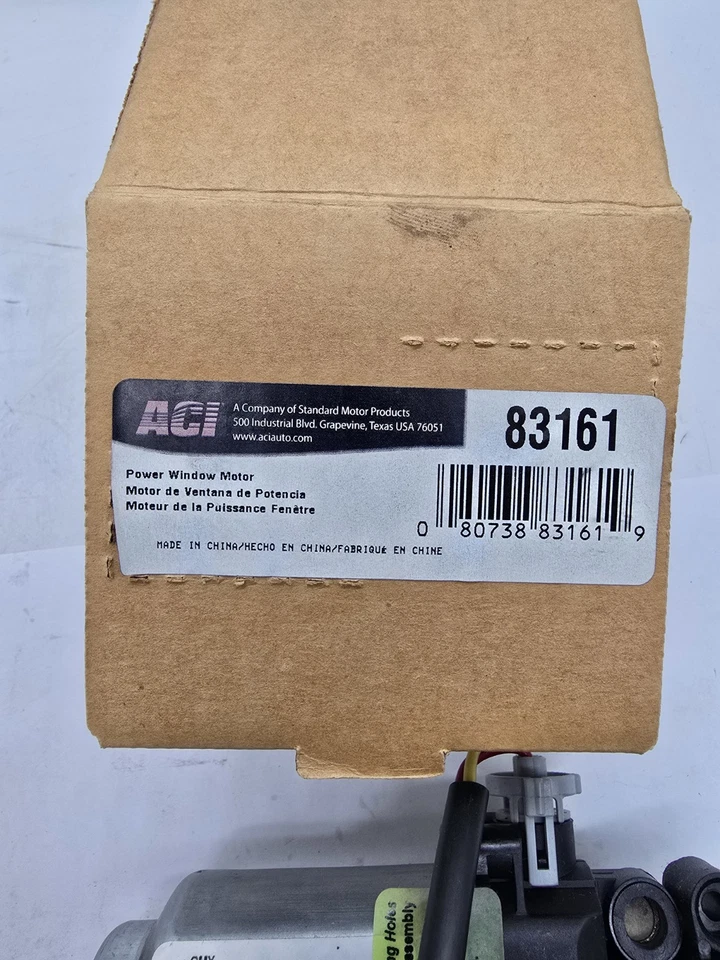 ACI
A Company of Standard Motor Products
500 Industrial Blvd. Grapevine, Texas USA 76051
www.aciauto.com
83161
Power Window Motor
Motor de Ventana de Potencia
Moteur de la Puissance Fenêtre
0 80738 83161 9
MADE IN CHINA/HECHO EN CHINA/FABRIQUÉ EN CHINE
Holes